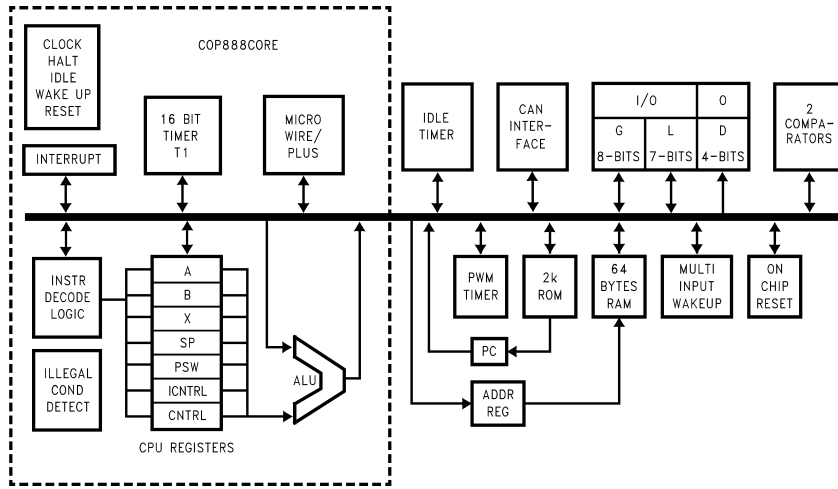 COP888CORE
CLOCK
HALT
IDLE
WAKE UP
RESET
INTERRUPT
16 BIT
TIMER
T1
MICRO
WIRE/
PLUS
IDLE
TIMER
CAN
INTER-
FACE
I/O
O
G
L
D
8-BITS
7-BITS
4-BITS
2
COMPA-
RATORS
INSTR
DECODE
LOGIC
ILLEGAL
COND
DETECT
A
B
X
SP
PSW
ICNTRL
CNTRL
CPU REGISTERS
ALU
PWM
TIMER
2k
ROM
64
BYTES
RAM
MULTI
INPUT
WAKEUP
ON
CHIP
RESET
PC
ADDR
REG